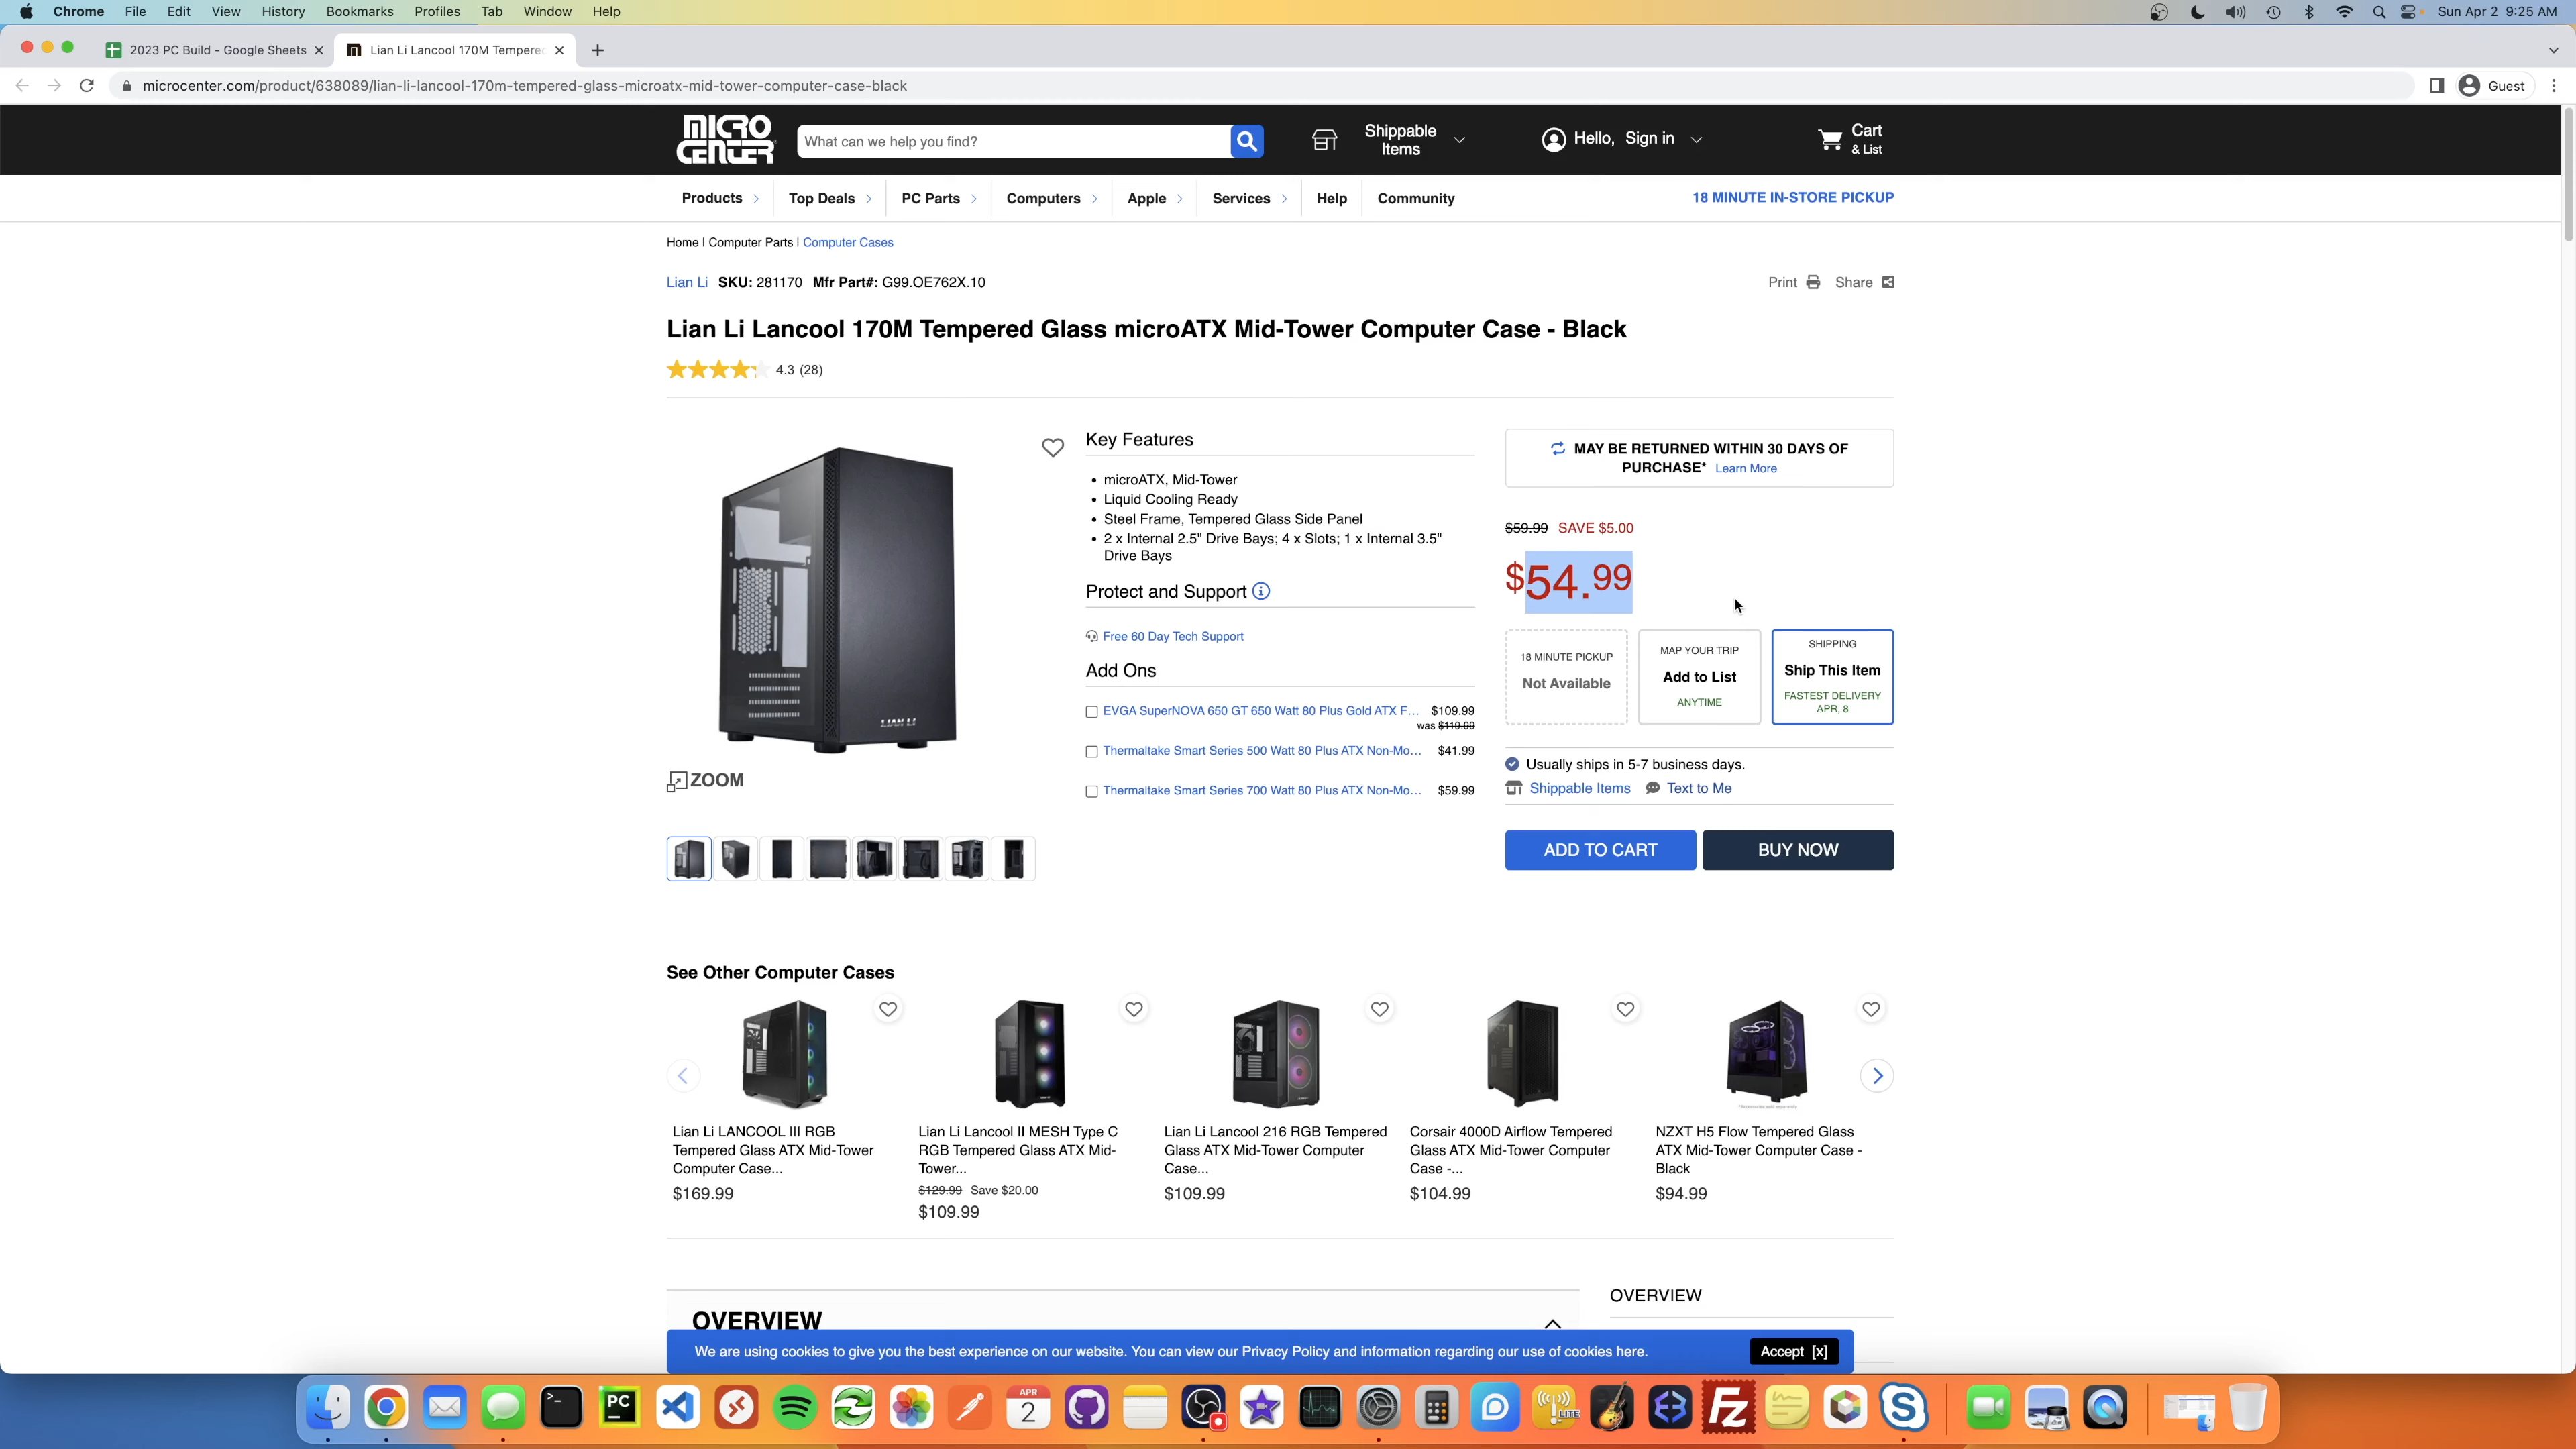 Chrome File Edit View History Bookmarks Profiles Tab Window Help Sun Apr 2 9:25 AM
2023 PC Build - Google Sheets Lian Li Lancool 170M Tempered
microcenter.com/product/638089/lian-li-lancool-170m-tempered-glass-microatx-mid-tower-computer-case-black Guest
MICRO CENTER
What can we help you find?
Shippable
Items
Hello, Sign in
Cart
& List
Products Top Deals PC Parts Computers Apple Services Help Community 18 MINUTE IN-STORE PICKUP
Home | Computer Parts | Computer Cases
Lian Li SKU: 281170 Mfr Part#: G99.OE762X.10 Print Share
Lian Li Lancool 170M Tempered Glass microATX Mid-Tower Computer Case - Black
4.3 (28)
LIAN LI
ZOOM
Key Features
• microATX, Mid-Tower
• Liquid Cooling Ready
• Steel Frame, Tempered Glass Side Panel
• 2 x Internal 2.5" Drive Bays; 4 x Slots; 1 x Internal 3.5"
Drive Bays
Protect and Support
Free 60 Day Tech Support
Add Ons
EVGA SuperNOVA 650 GT 650 Watt 80 Plus Gold ATX F... $109.99
was $119.99
Thermaltake Smart Series 500 Watt 80 Plus ATX Non-Mo... $41.99
Thermaltake Smart Series 700 Watt 80 Plus ATX Non-Mo... $59.99
MAY BE RETURNED WITHIN 30 DAYS OF
PURCHASE* Learn More
$59.99 SAVE $5.00
$54.99
18 MINUTE PICKUP
Not Available
MAP YOUR TRIP
Add to List
ANYTIME
SHIPPING
Ship This Item
FASTEST DELIVERY
APR, 8
Usually ships in 5-7 business days.
Shippable Items Text to Me
ADD TO CART BUY NOW
See Other Computer Cases
Lian Li LANCOOL III RGB
Tempered Glass ATX Mid-Tower
Computer Case...
$169.99
Lian Li Lancool II MESH Type C
RGB Tempered Glass ATX Mid-
Tower...
$129.99 Save $20.00
$109.99
Lian Li Lancool 216 RGB Tempered
Glass ATX Mid-Tower Computer
Case...
$109.99
Corsair 4000D Airflow Tempered
Glass ATX Mid-Tower Computer
Case -...
$104.99
NZXT H5 Flow Tempered Glass
ATX Mid-Tower Computer Case -
Black
$94.99
OVERVIEW
OVERVIEW
We are using cookies to give you the best experience on our website. You can view our Privacy Policy and information regarding our use of cookies here. Accept [x]
PC
APR
2
LITE
Fz